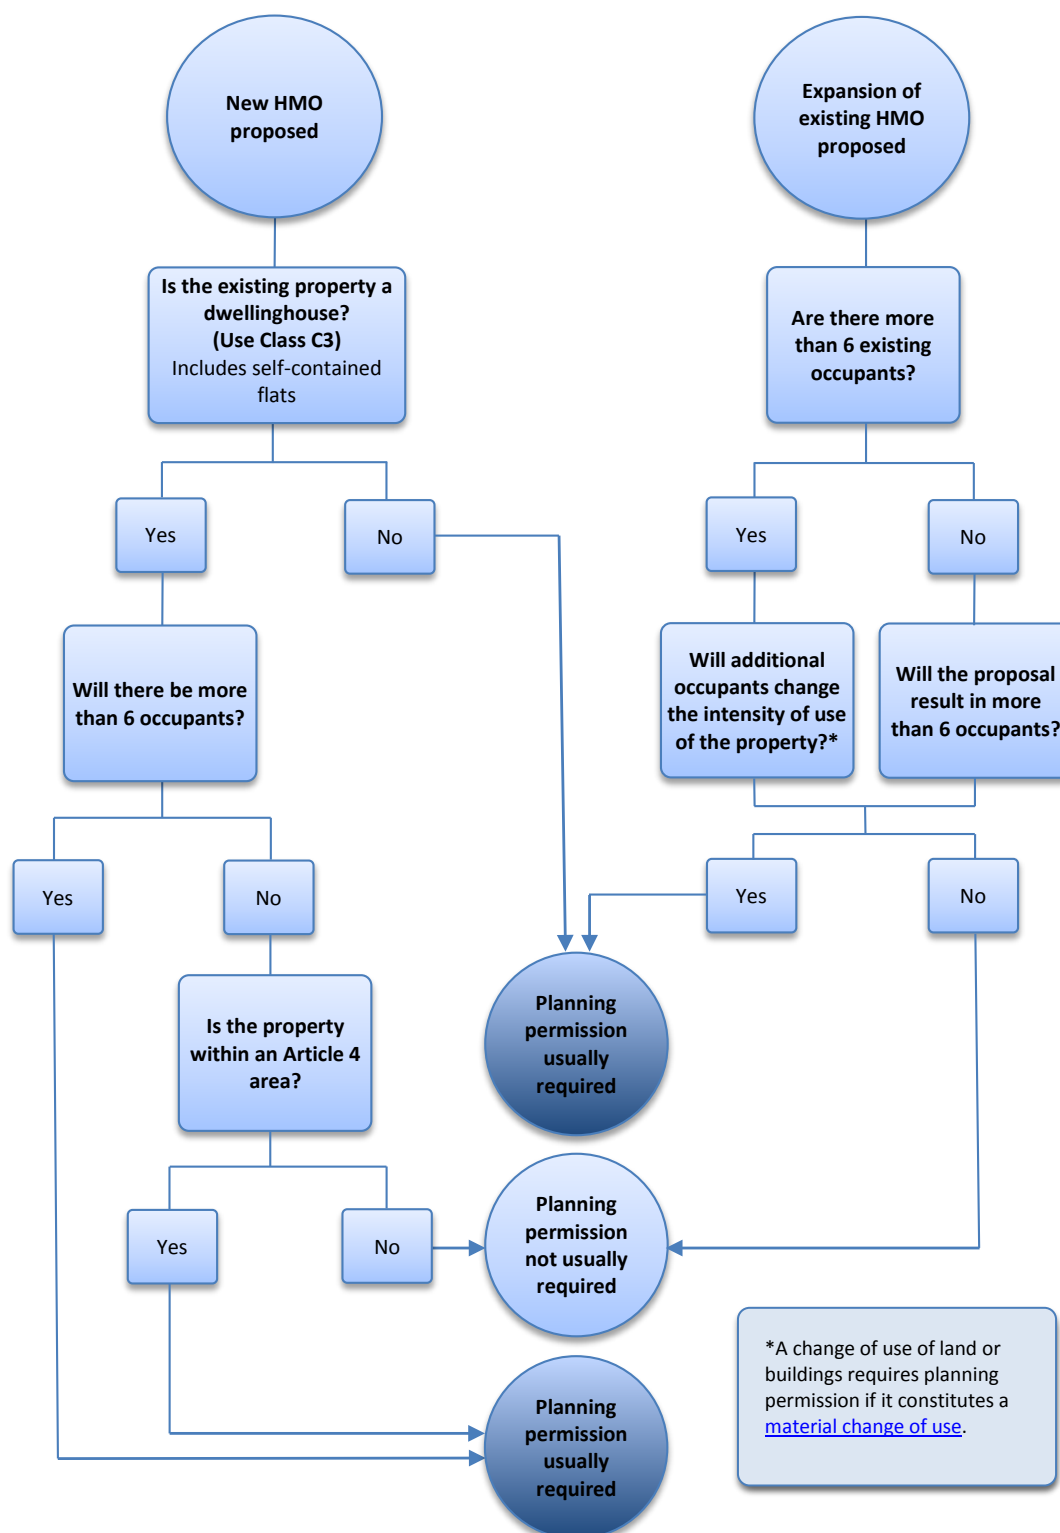 New HMO
proposed
Expansion of
existing HMO
proposed
Is the existing property a
dwellinghouse?
(Use Class C3)
Includes self-contained
flats
Are there more
than 6 existing
occupants?
Yes
No
Yes
No
Will there be more
than 6 occupants?
Will additional
occupants change
the intensity of use
of the property?*
Will the proposal
result in more
than 6 occupants?
Yes
No
Yes
No
Is the property
within an Article 4
area?
Planning
permission
usually
required
Yes
No
Planning
permission
not usually
required
*A change of use of land or
buildings requires planning
permission if it constitutes a
material change of use.
Planning
permission
usually
required